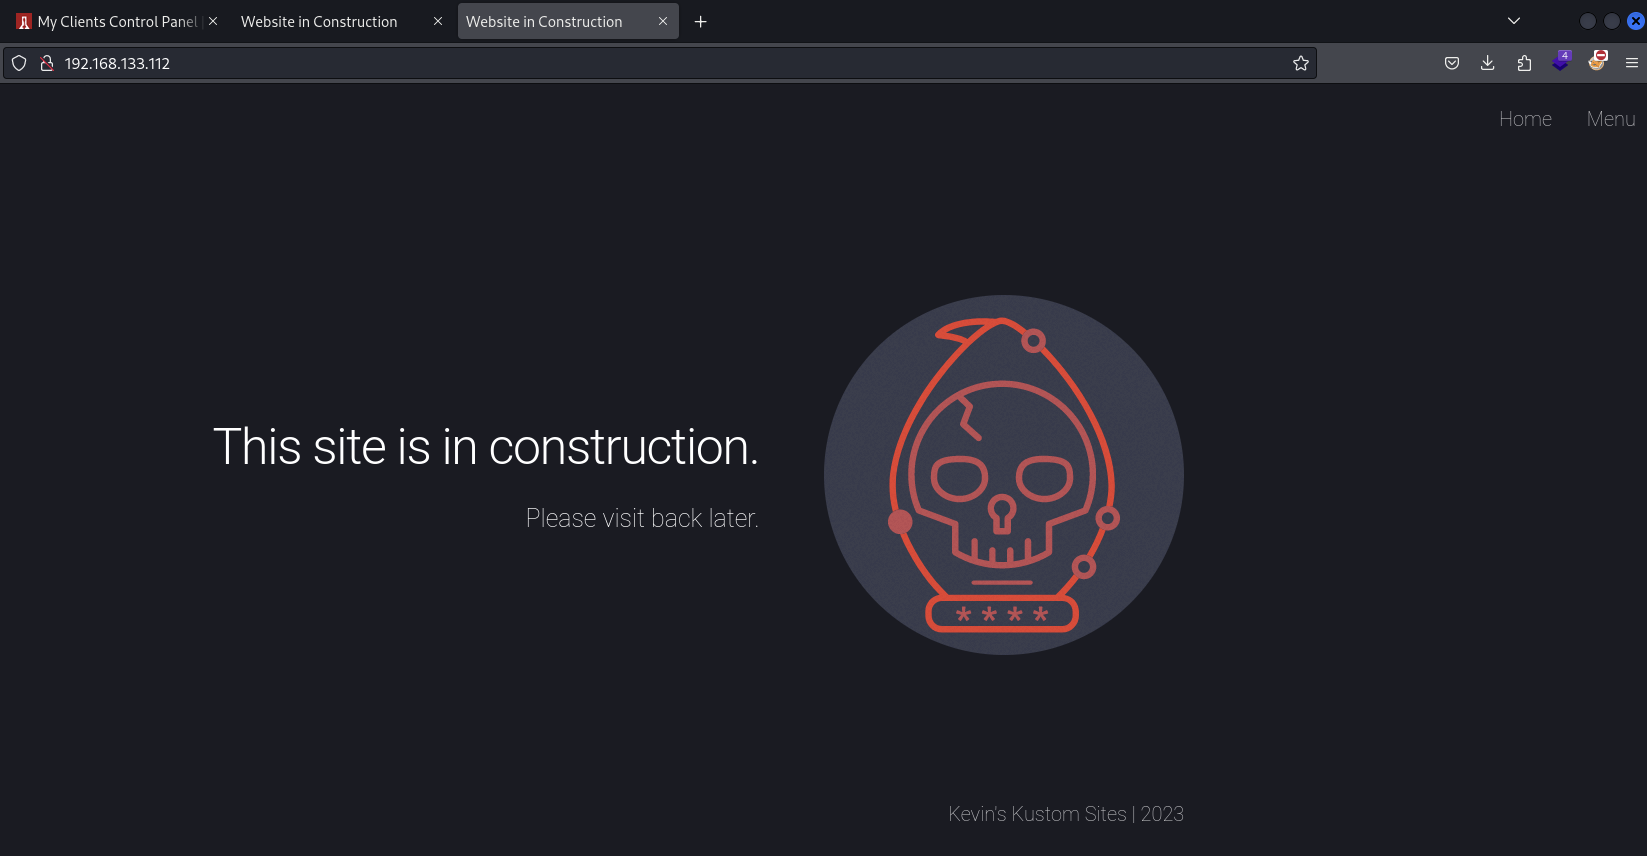 My Clients Control Panel
Website in Construction
Website in Construction
192.168.133.112
4
Home
Menu
This site is in construction.
Please visit back later.
* * * *
Kevin's Kustom Sites | 2023